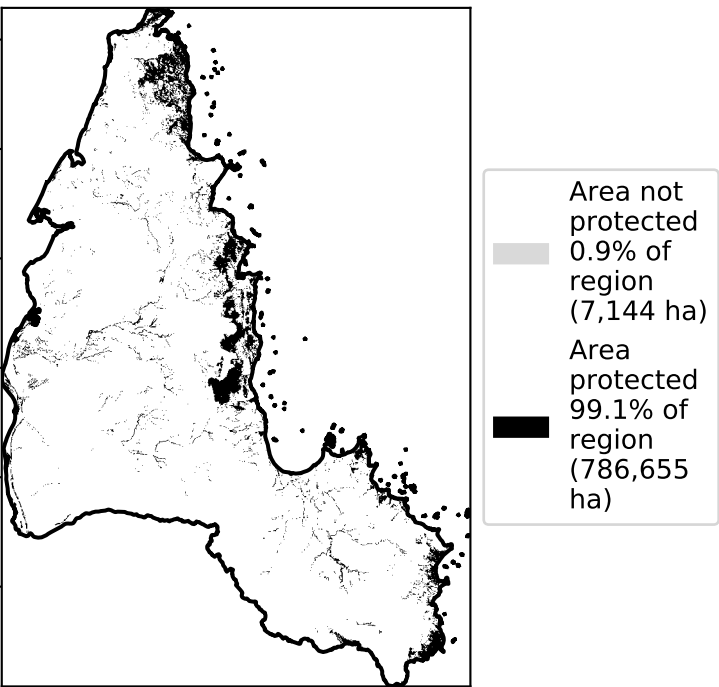 Area not
protected
0.9% of
region
(7,144 ha)
Area
protected
99.1% of
region
(786,655
ha)